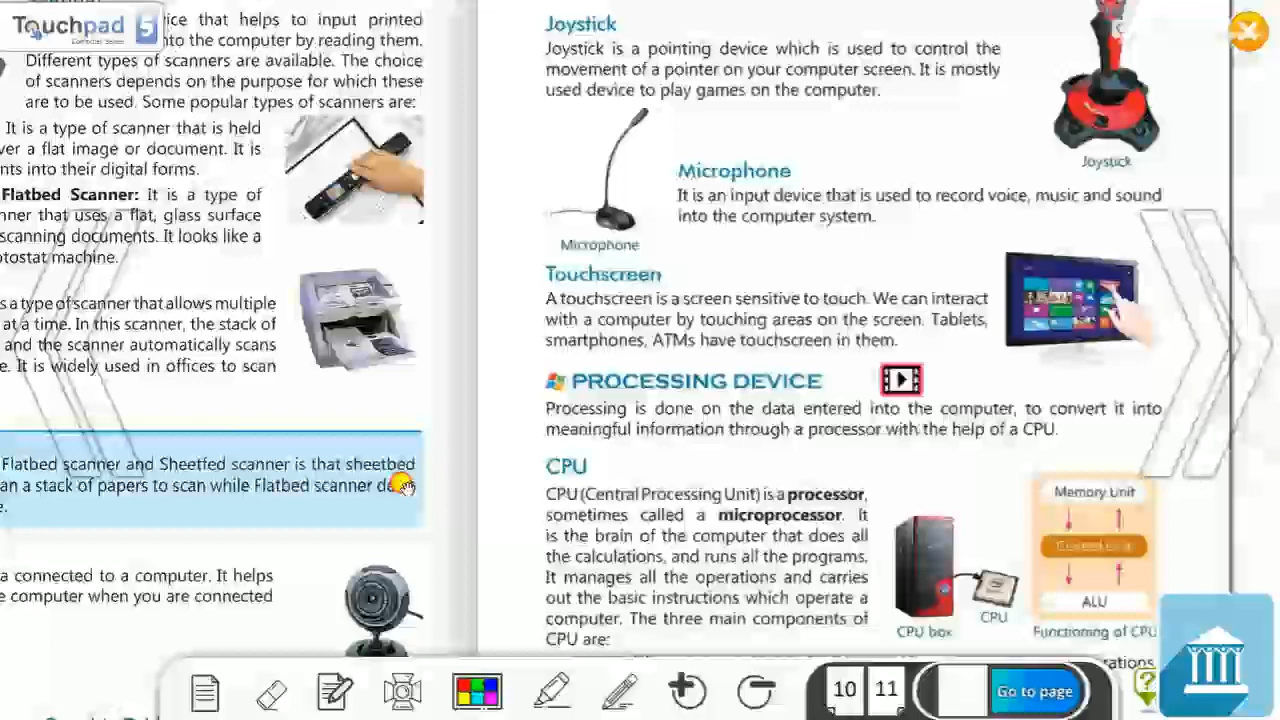 Touchpad 5
ice that helps to input printed
nto the computer by reading them.
Different types of scanners are available. The choice
of scanners depends on the purpose for which these
are to be used. Some popular types of scanners are:
It is a type of scanner that is held
ver a flat image or document. It is
nts into their digital forms.
Flatbed Scanner: It is a type of
nner that uses a flat, glass surface
scanning documents. It looks like a
otostat machine.
s a type of scanner that allows multiple
at a time. In this scanner, the stack of
and the scanner automatically scans
e. It is widely used in offices to scan
Flatbed scanner and Sheetfed scanner is that sheetbed
an a stack of papers to scan while Flatbed scanner
e.
a connected to a computer. It helps
e computer when you are connected
Joystick
Joystick is a pointing device which is used to control the
movement of a pointer on your computer screen. It is mostly
used device to play games on the computer.
Joystick
Microphone
It is an input device that is used to record voice, music and sound
into the computer system.
Microphone
Touchscreen
A touchscreen is a screen sensitive to touch. We can interact
with a computer by touching areas on the screen. Tablets,
smartphones, ATMs have touchscreen in them.
PROCESSING DEVICE
Processing is done on the data entered into the computer, to convert it into
meaningful information through a processor with the help of a CPU.
CPU
CPU (Central Processing Unit) is a processor,
sometimes called a microprocessor. It
is the brain of the computer that does all
the calculations, and runs all the programs.
It manages all the operations and carries
out the basic instructions which operate a
computer. The three main components of
CPU are:
CPU box
CPU
Memory Unit
ALU
Functioning of CPU
rations
10 11
Go to page